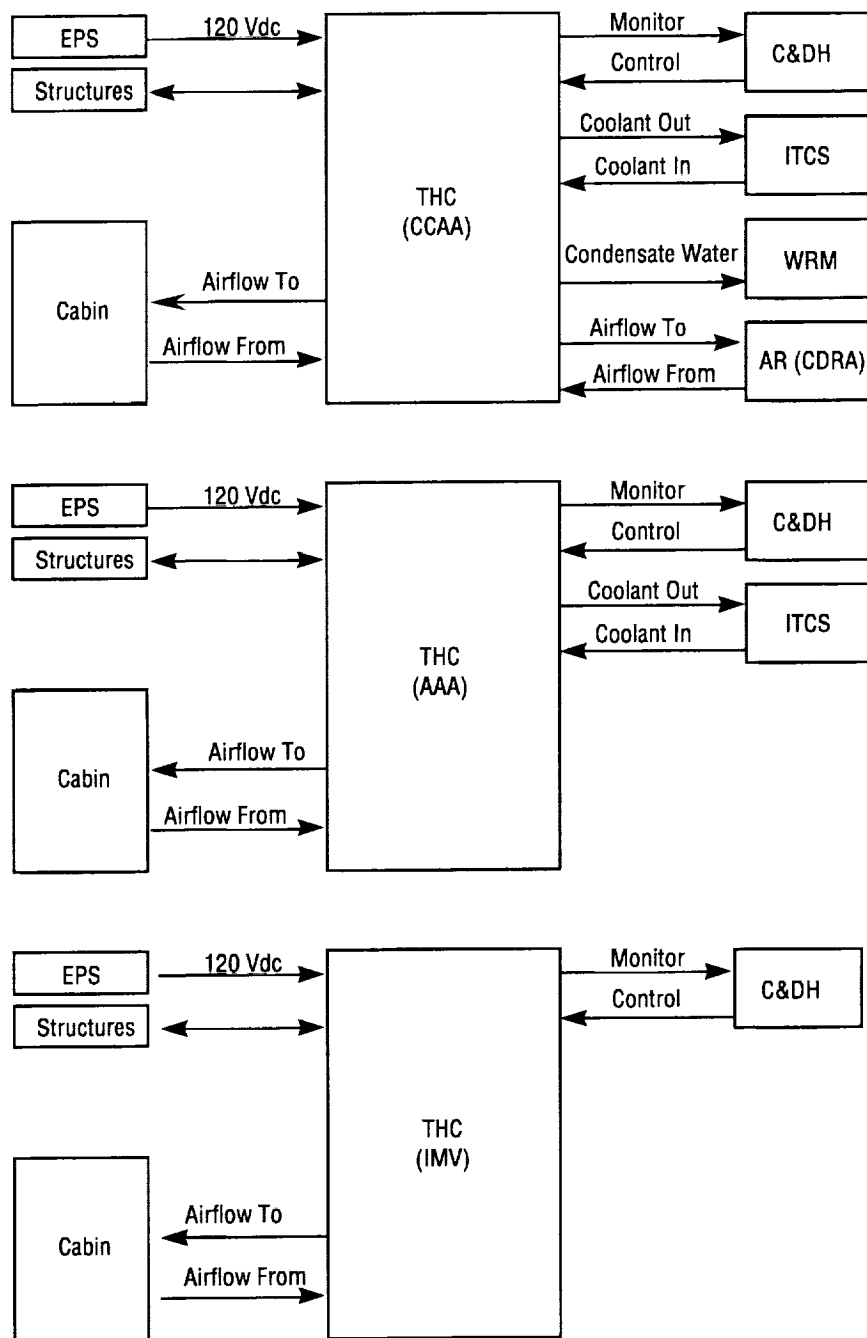 EPS
120 Vdc
Structures
Cabin
Airflow To
Airflow From
THC
(CCAA)
Monitor
Control
C&DH
Coolant Out
Coolant In
ITCS
Condensate Water
WRM
Airflow To
Airflow From
AR (CDRA)
EPS
120 Vdc
Structures
Cabin
Airflow To
Airflow From
THC
(AAA)
Monitor
Control
C&DH
Coolant Out
Coolant In
ITCS
EPS
120 Vdc
Structures
Cabin
Airflow To
Airflow From
THC
(IMV)
Monitor
Control
C&DH